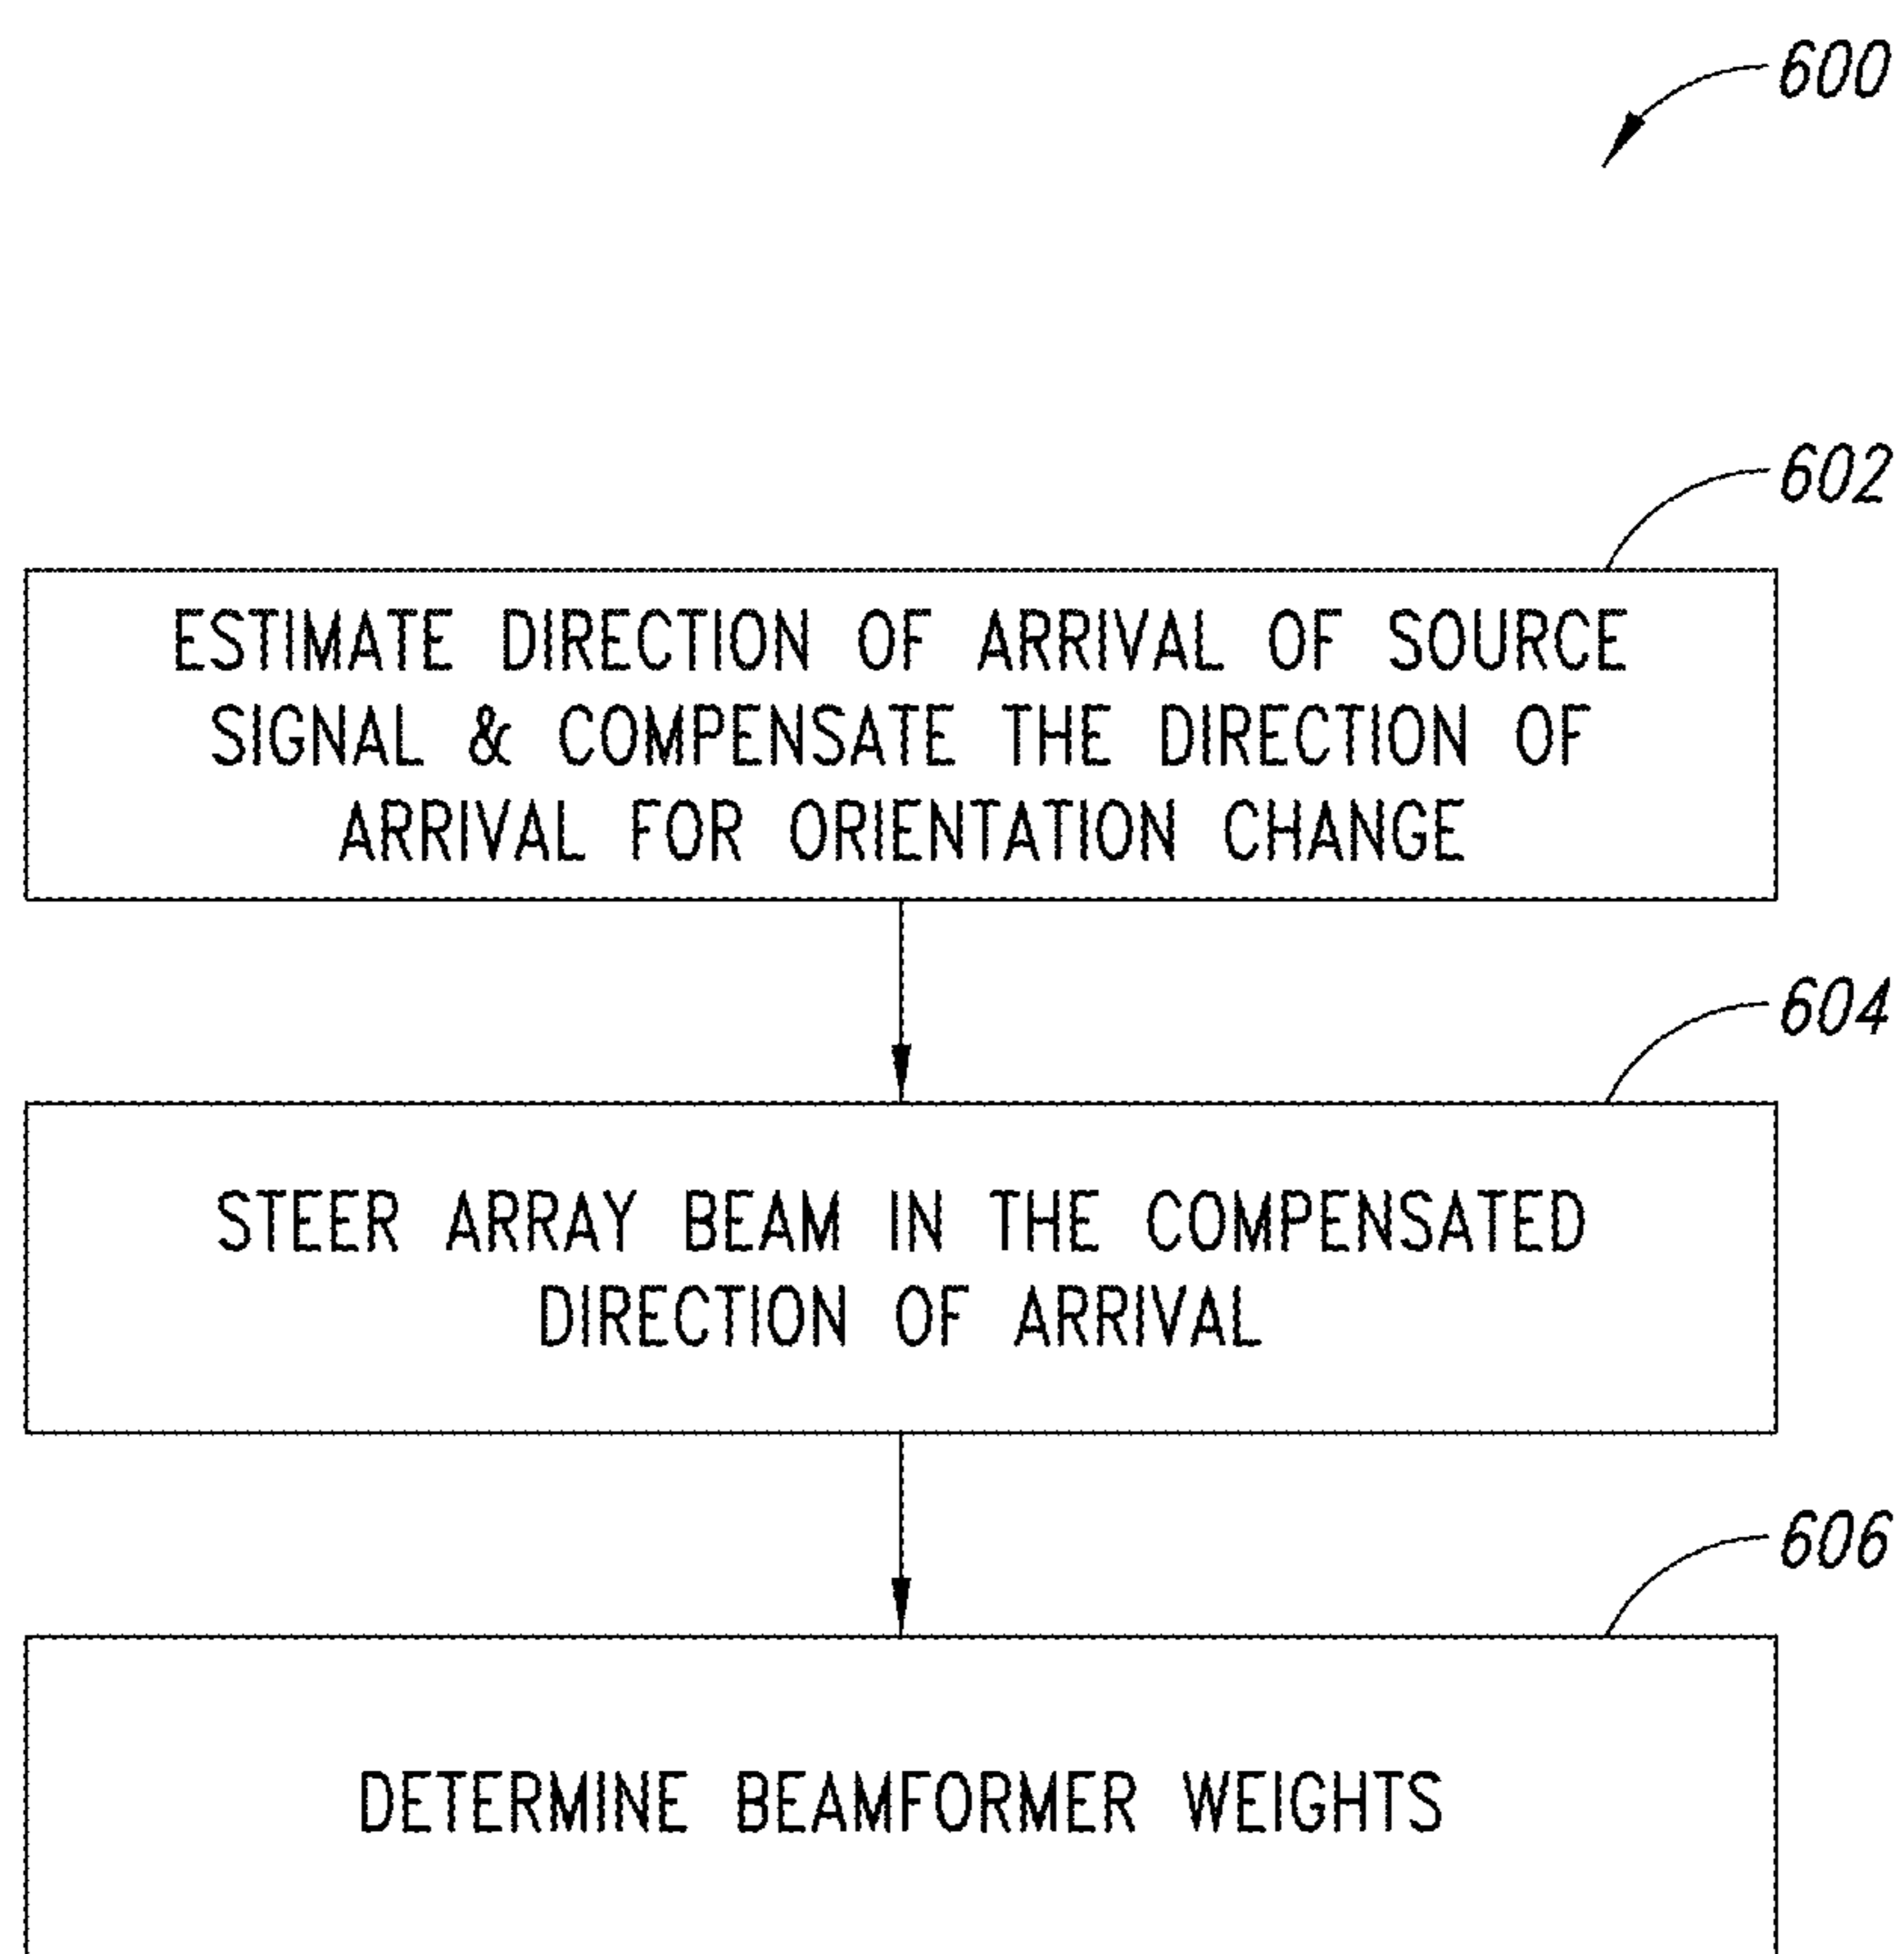 600
602
ESTIMATE DIRECTION OF ARRIVAL OF SOURCE
SIGNAL & COMPENSATE THE DIRECTION OF
ARRIVAL FOR ORIENTATION CHANGE
604
STEER ARRAY BEAM IN THE COMPENSATED
DIRECTION OF ARRIVAL
606
DETERMINE BEAMFORMER WEIGHTS